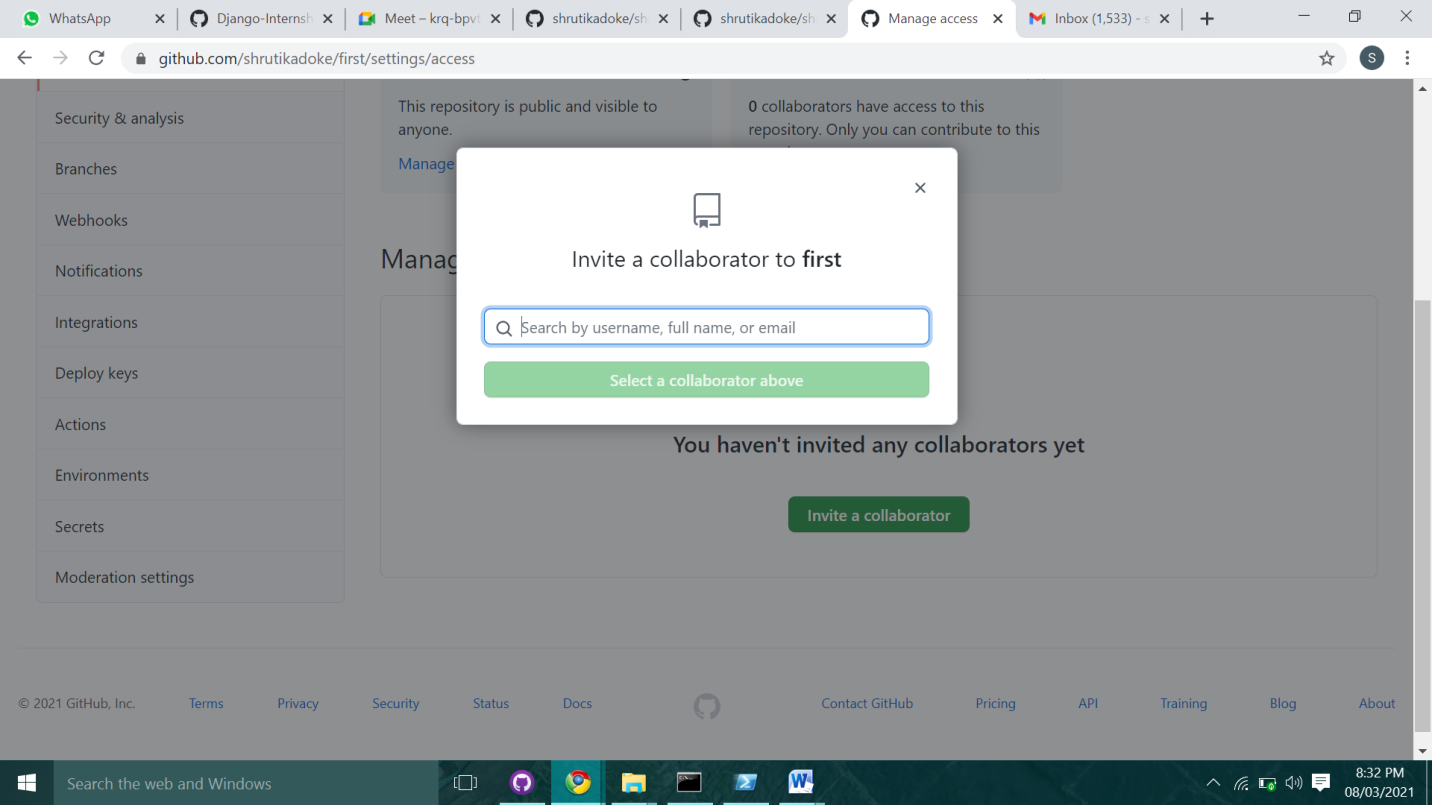 WhatsApp
Django-Internsh
Meet – krq-bpvt
shrutikadoke/sh
shrutikadoke/sh
Manage access
Inbox (1,533) - s
github.com/shrutikadoke/first/settings/access
S
Security & analysis
Branches
Webhooks
Notifications
Integrations
Deploy keys
Actions
Environments
Secrets
Moderation settings
This repository is public and visible to
anyone.
Manage
0 collaborators have access to this
repository. Only you can contribute to this
Manag
Invite a collaborator to first
Search by username, full name, or email
Select a collaborator above
You haven't invited any collaborators yet
Invite a collaborator
© 2021 GitHub, Inc.
Terms
Privacy
Security
Status
Docs
Contact GitHub
Pricing
API
Training
Blog
About
Search the web and Windows
8:32 PM
08/03/2021